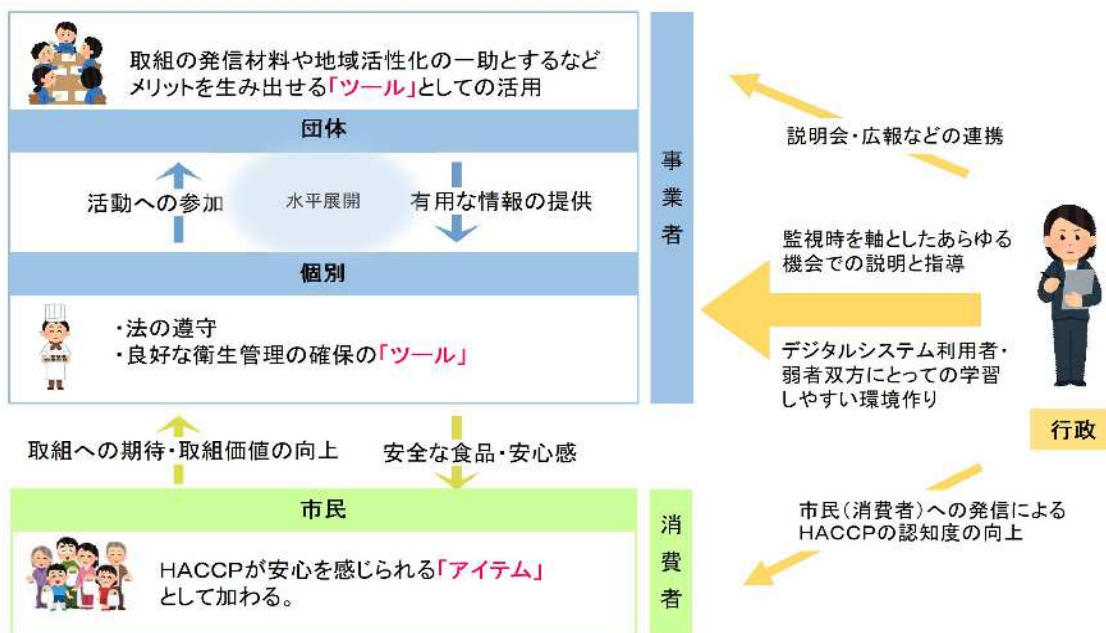 取組の発信材料や地域活性化の一助とするなど
メリットを生み出せる「ツール」としての活用
団体
活動への参加
水平展開
有用な情報の提供
個別
・法の遵守
・良好な衛生管理の確保の「ツール」
事業者
取組への期待・取組価値の向上
安全な食品・安心感
市民
HACCPが安心を感じられる「アイテム」
として加わる。
消費者
説明会・広報などの連携
監視時を軸としたあらゆる
機会での説明と指導
デジタルシステム利用者・
弱者双方にとっての学習
しやすい環境作り
行政
市民(消費者)への発信による
HACCPの認知度の向上